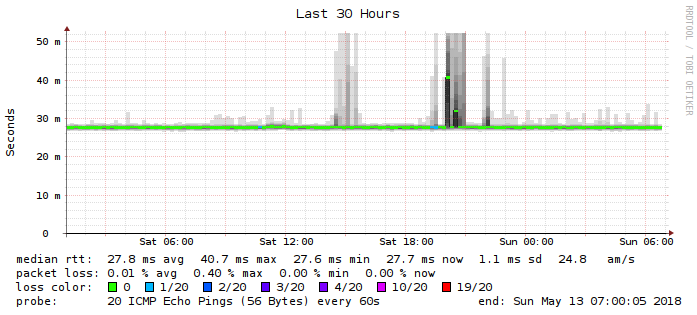 Last 30 Hours
RRDTOOL / TOBI OETIKER
Seconds
50 m
40 m
30 m
20 m
10 m
0
Sat 06:00 Sat 12:00 Sat 18:00 Sun 00:00 Sun 06:00
median rtt: 27.8 ms avg 40.7 ms max 27.6 ms min 27.7 ms now 1.1 ms sd 24.8 am/s
packet loss: 0.01 % avg 0.40 % max 0.00 % min 0.00 % now
loss color: 0 1/20 2/20 3/20 4/20 10/20 19/20
probe: 20 ICMP Echo Pings (56 Bytes) every 60s end: Sun May 13 07:00:05 2018